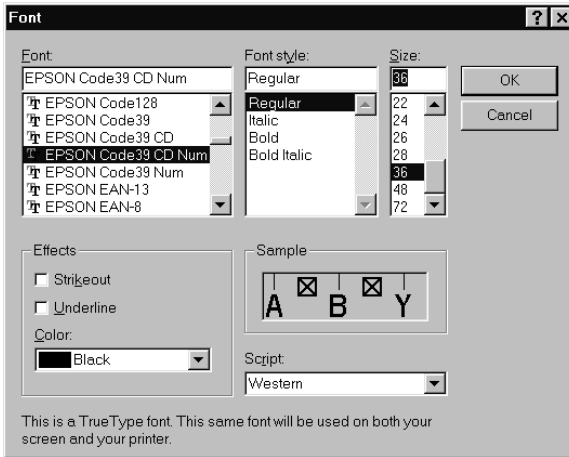 Font
Font:
EPSON Code39 CD Num
EPSON Code128
EPSON Code39
EPSON Code39 CD
EPSON Code39 CD Num
EPSON Code39 Num
EPSON EAN-13
EPSON EAN-8
Font style:
Regular
Regular
Italic
Bold
Bold Italic
Size:
36
22
24
26
28
36
48
72
OK
Cancel
Effects
Strikeout
Underline
Color:
Black
Sample
A B Y
Script:
Western
This is a TrueType font. This same font will be used on both your
screen and your printer.